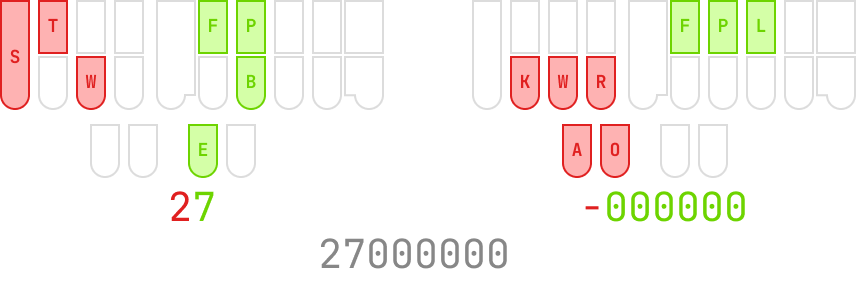 T F P F P L
S
W B K W R
E A O
27 -000000
27000000